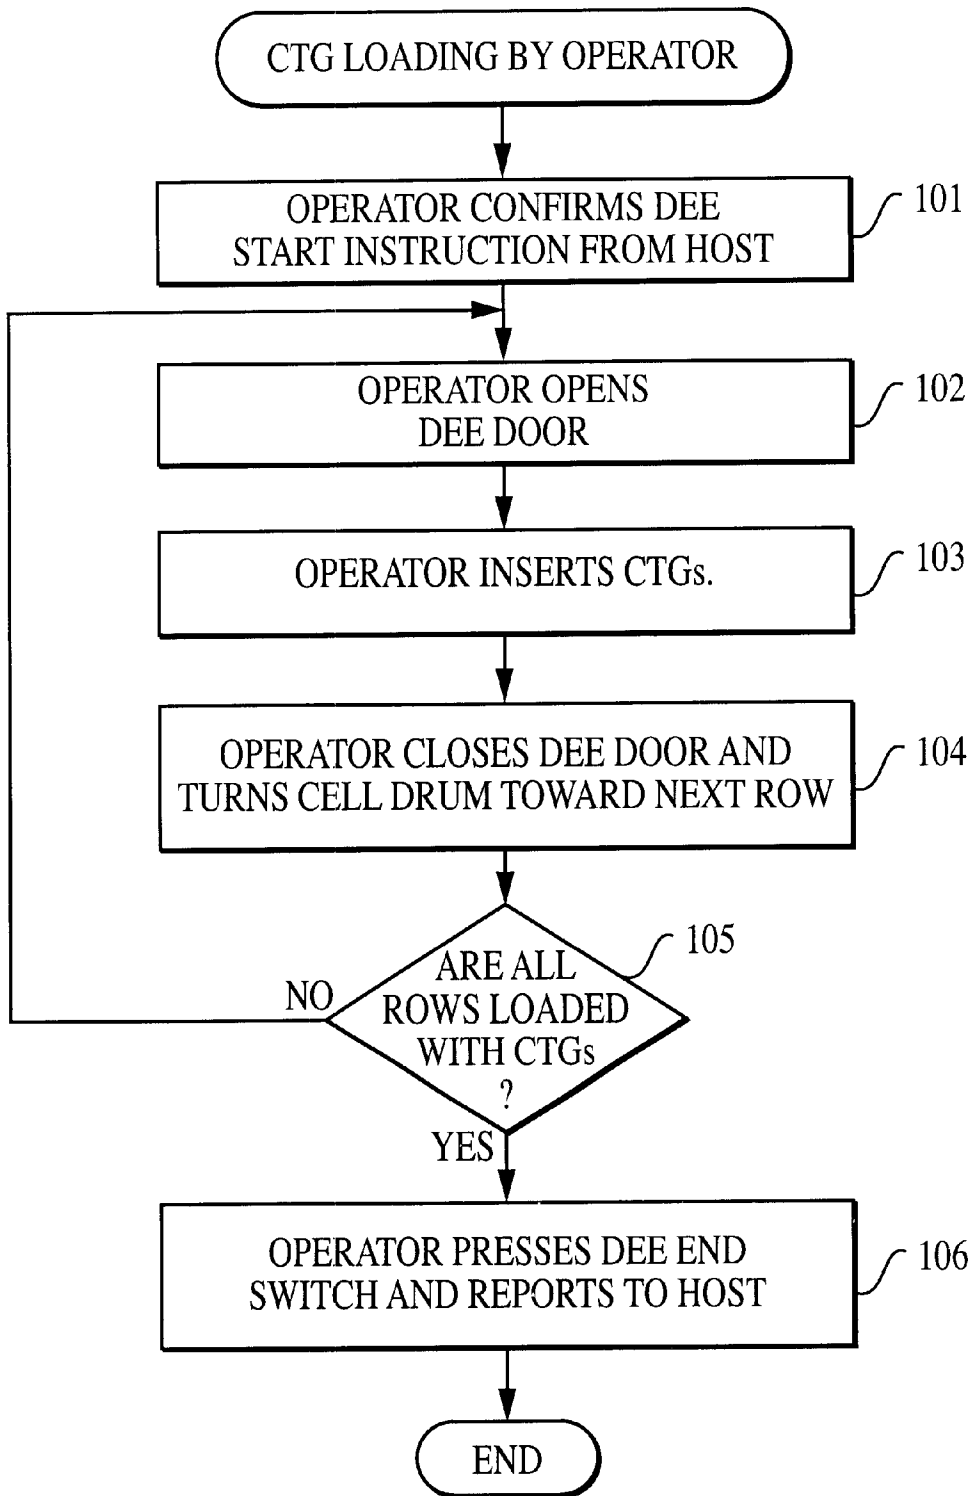 CTG LOADING BY OPERATOR
OPERATOR CONFIRMS DEE
START INSTRUCTION FROM HOST
101
OPERATOR OPENS
DEE DOOR
102
OPERATOR INSERTS CTGs.
103
OPERATOR CLOSES DEE DOOR AND
TURNS CELL DRUM TOWARD NEXT ROW
104
ARE ALL
ROWS LOADED
WITH CTGs
?
105
NO
YES
OPERATOR PRESSES DEE END
SWITCH AND REPORTS TO HOST
106
END